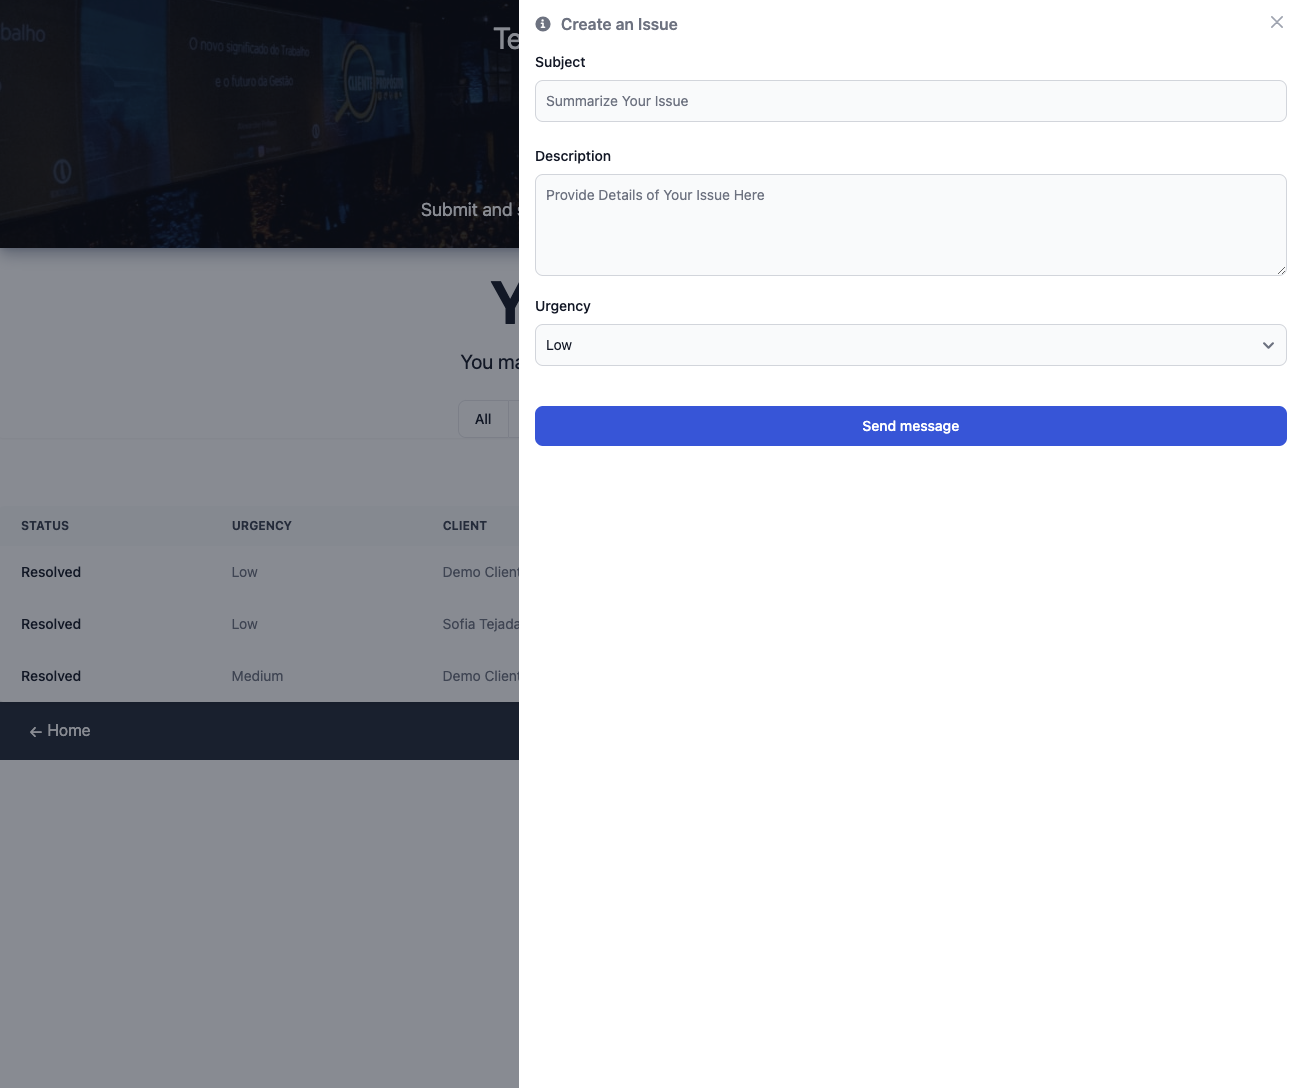 balho
O novo significado do Trabalho
e o futuro da Gestão
CLIENTE
PROPÓSITO
Te
Submit and s
Y
You ma
All
STATUS URGENCY CLIENT
Resolved Low Demo Client
Resolved Low Sofia Tejada
Resolved Medium Demo Client
← Home
Create an Issue
Subject
Summarize Your Issue
Description
Provide Details of Your Issue Here
Urgency
Low
Send message